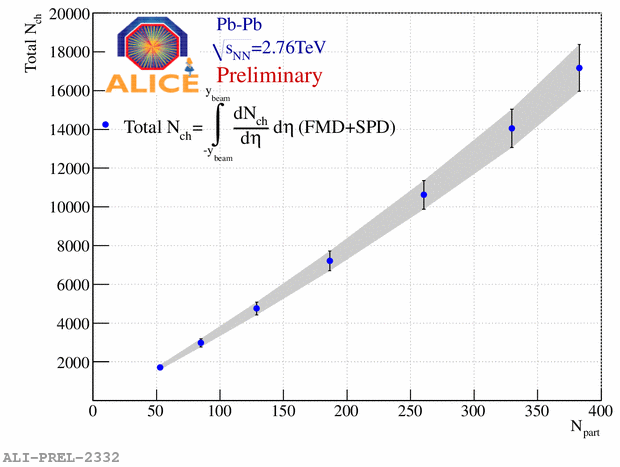 Total N_ch
20000
18000
16000
14000
12000
10000
8000
6000
4000
2000
ALICE
Pb-Pb
√s_NN=2.76TeV
Preliminary
Total N_ch= ∫_{-y_beam}^{y_beam} dN_ch/dη dη (FMD+SPD)
0 50 100 150 200 250 300 350 400
N_part
ALI-PREL-2332